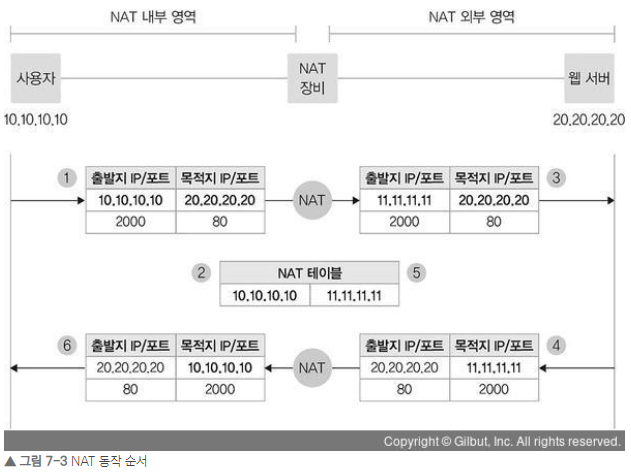 NAT 내부 영역 NAT 외부 영역
사용자 NAT 장비 웹 서버
10.10.10.10 20.20.20.20
1 출발지 IP/포트 목적지 IP/포트 출발지 IP/포트 목적지 IP/포트 3
10.10.10.10 20.20.20.20 NAT 11.11.11.11 20.20.20.20
2000 80 2000 80
2 NAT 테이블 5
10.10.10.10 11.11.11.11
6 출발지 IP/포트 목적지 IP/포트 출발지 IP/포트 목적지 IP/포트 4
20.20.20.20 10.10.10.10 NAT 20.20.20.20 11.11.11.11
80 2000 80 2000
Copyright © Gilbut, Inc. All rights reserved.
▲ 그림 7-3 NAT 동작 순서